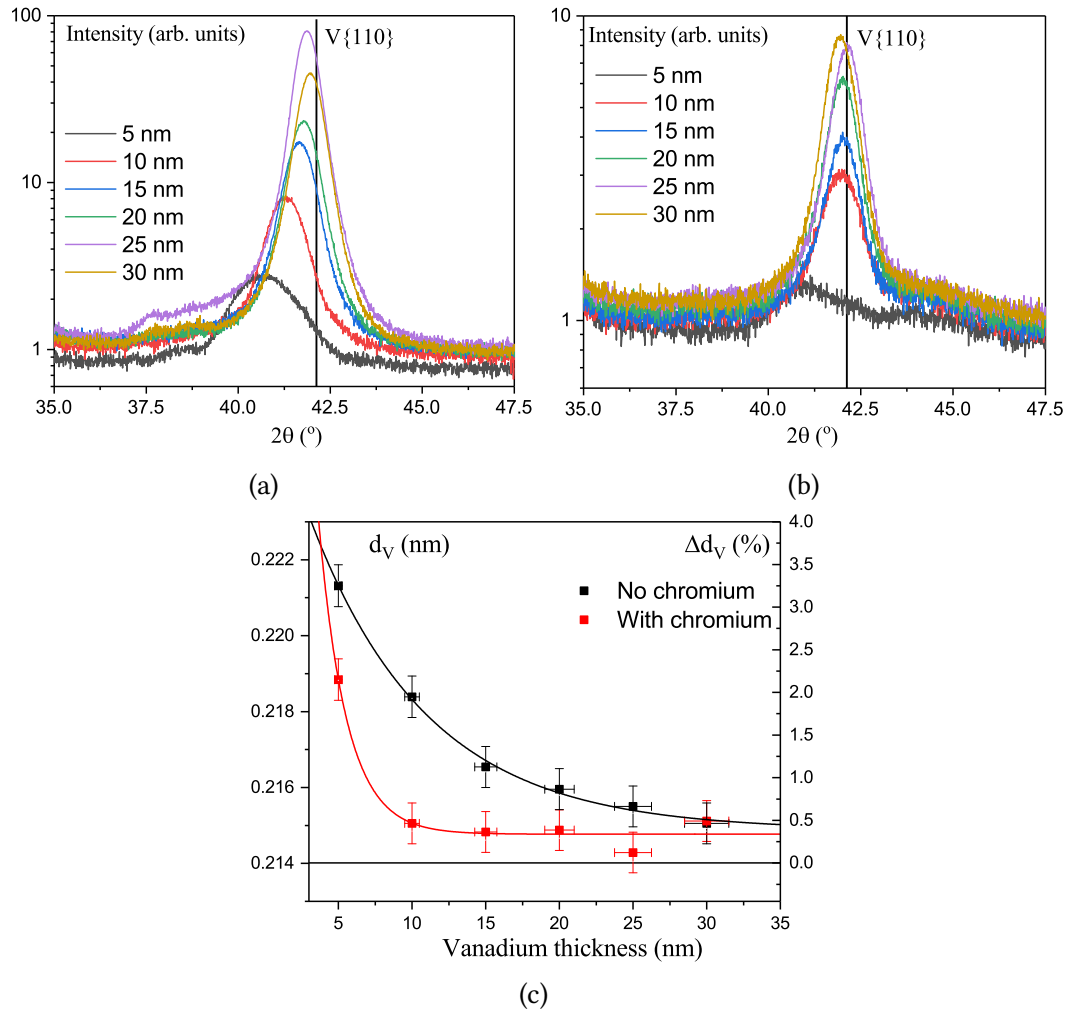 Intensity (arb. units)
V{110}
5 nm
10 nm
15 nm
20 nm
25 nm
30 nm
100
10
1
35.0 37.5 40.0 42.5 45.0 47.5
2θ (º)
(a)
Intensity (arb. units)
V{110}
5 nm
10 nm
15 nm
20 nm
25 nm
30 nm
10
1
35.0 37.5 40.0 42.5 45.0 47.5
2θ (º)
(b)
d_V (nm)
Δd_V (%)
No chromium
With chromium
0.222
0.220
0.218
0.216
0.214
4.0
3.5
3.0
2.5
2.0
1.5
1.0
0.5
0.0
5 10 15 20 25 30 35
Vanadium thickness (nm)
(c)